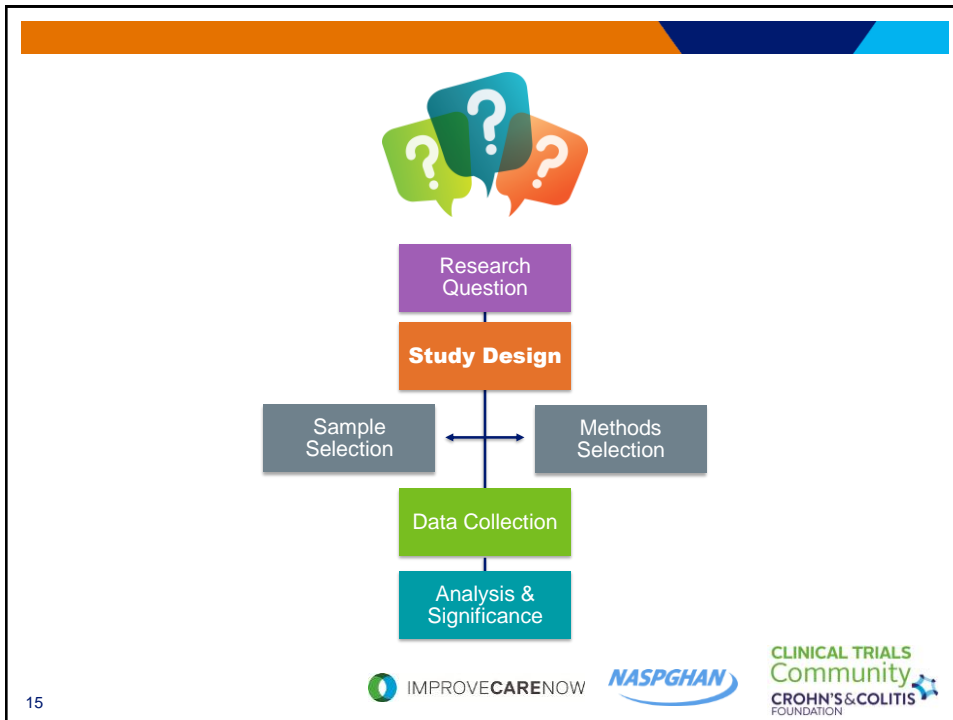 ?
?
?
Research
Question
Study Design
Sample
Selection
Methods
Selection
Data Collection
Analysis &
Significance
15
IMPROVECARENOW
NASPGHAN
CLINICAL TRIALS
Community
CROHN'S&COLITIS
FOUNDATION